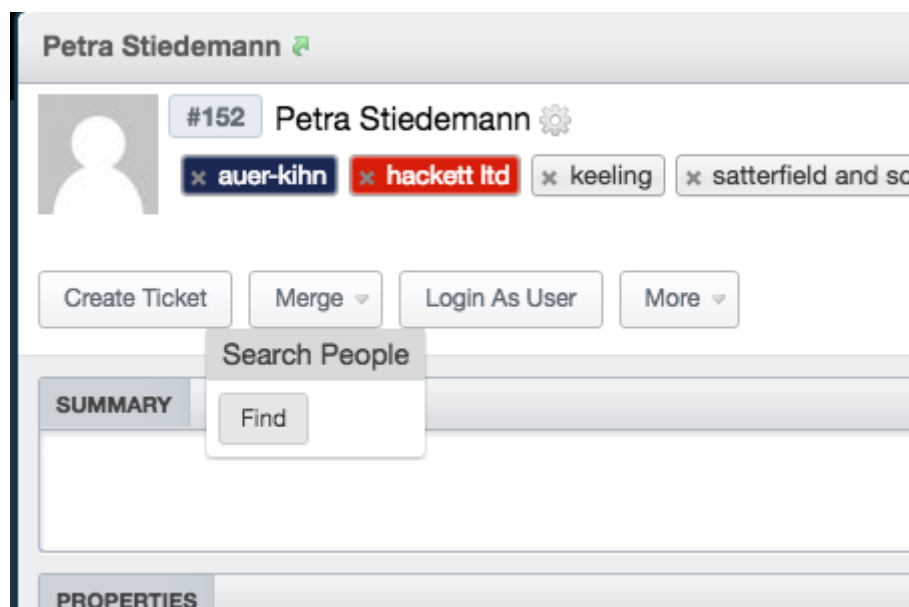 Petra Stiedemann
#152 Petra Stiedemann
auer-kihn hackett ltd keeling satterfield and
Create Ticket Merge Login As User More
Search People
SUMMARY
Find
PROPERTIES